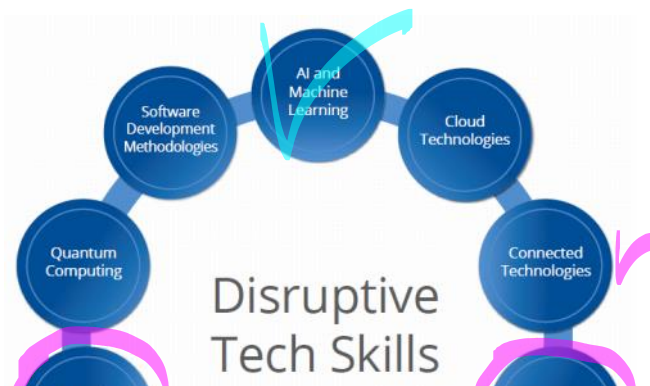 AI and
Machine
Learning
Software
Development
Methodologies
Cloud
Technologies
Quantum
Computing
Connected
Technologies
Disruptive
Tech Skills